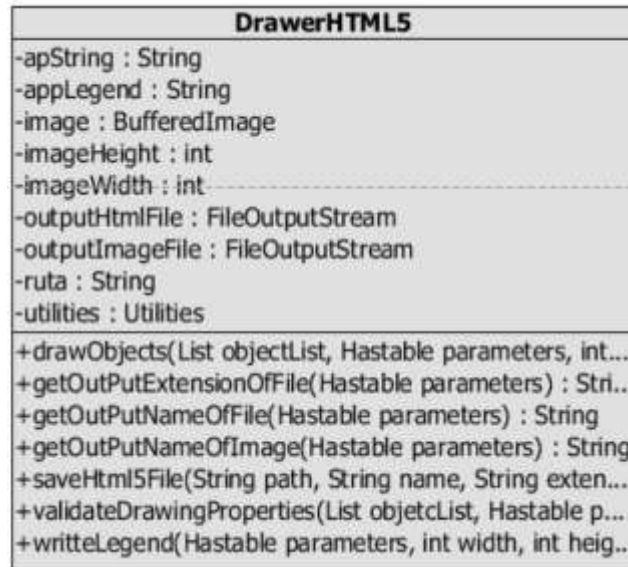 DrawerHTML5
-apString : String
-appLegend : String
-image : BufferedImage
-imageHeight : int
-imageWidth : int
-outputHtmlFile : FileOutputStream
-outputImageFile : FileOutputStream
-ruta : String
-utilities : Utilities
+drawObjects(List objectList, Hastable parameters, int...
+getOutPutExtensionOfFile(Hastable parameters) : Stri...
+getOutPutNameOfFile(Hastable parameters) : String
+getOutPutNameOfImage(Hastable parameters) : String
+saveHtml5File(String path, String name, String exten...
+validateDrawingProperties(List objetcList, Hastable p...
+writteLegend(Hastable parameters, int width, int heig...